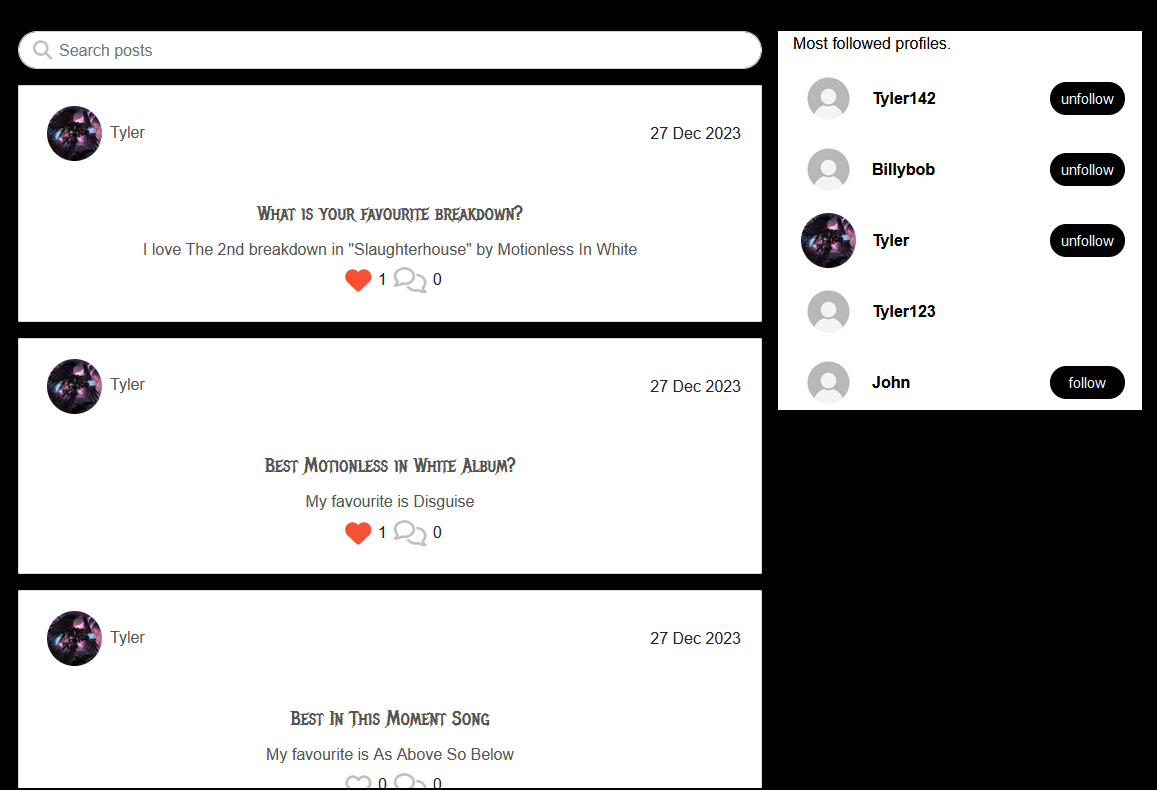 Search posts
Tyler
27 Dec 2023
What is your favourite breakdown?
I love The 2nd breakdown in "Slaughterhouse" by Motionless In White
1 0
Tyler
27 Dec 2023
Best Motionless in White Album?
My favourite is Disguise
1 0
Tyler
27 Dec 2023
Best In This Moment Song
My favourite is As Above So Below
0 0
Most followed profiles.
Tyler142 unfollow
Billybob unfollow
Tyler unfollow
Tyler123
John follow